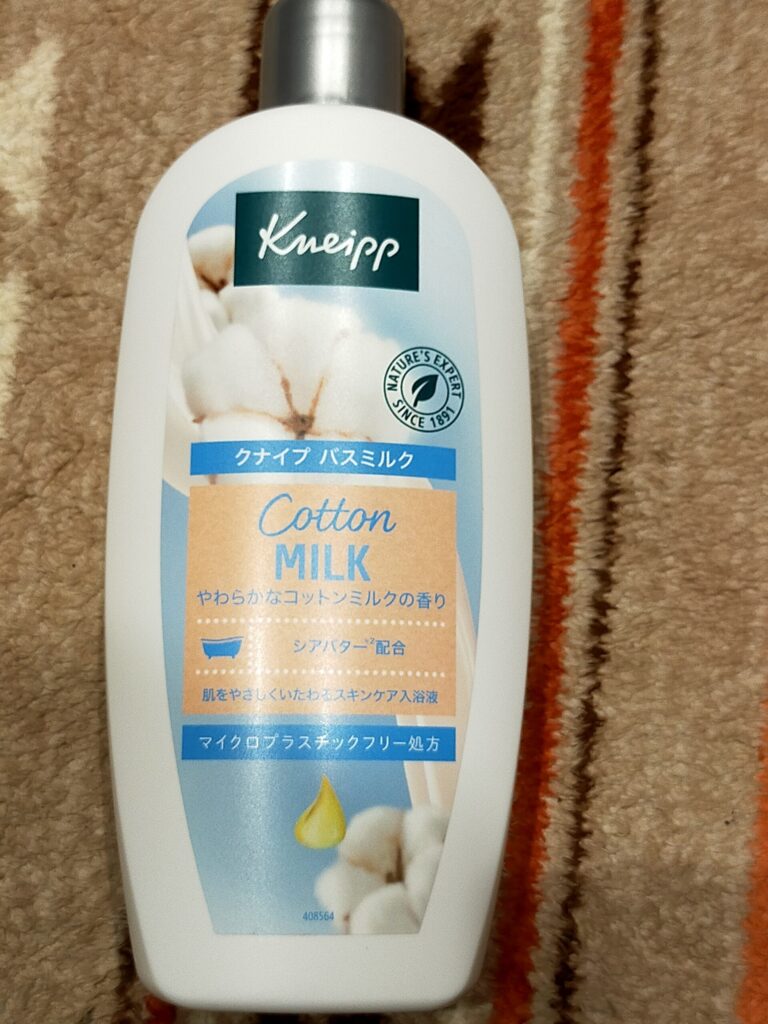 Kneipp
NATURE'S EXPERT
SINCE 1891
クナイプ バスミルク
Cotton
MILK
やわらかなコットンミルクの香り
シアバター※2配合
肌をやさしくいたわるスキンケア入浴液
マイクロプラスチックフリー処方
408564